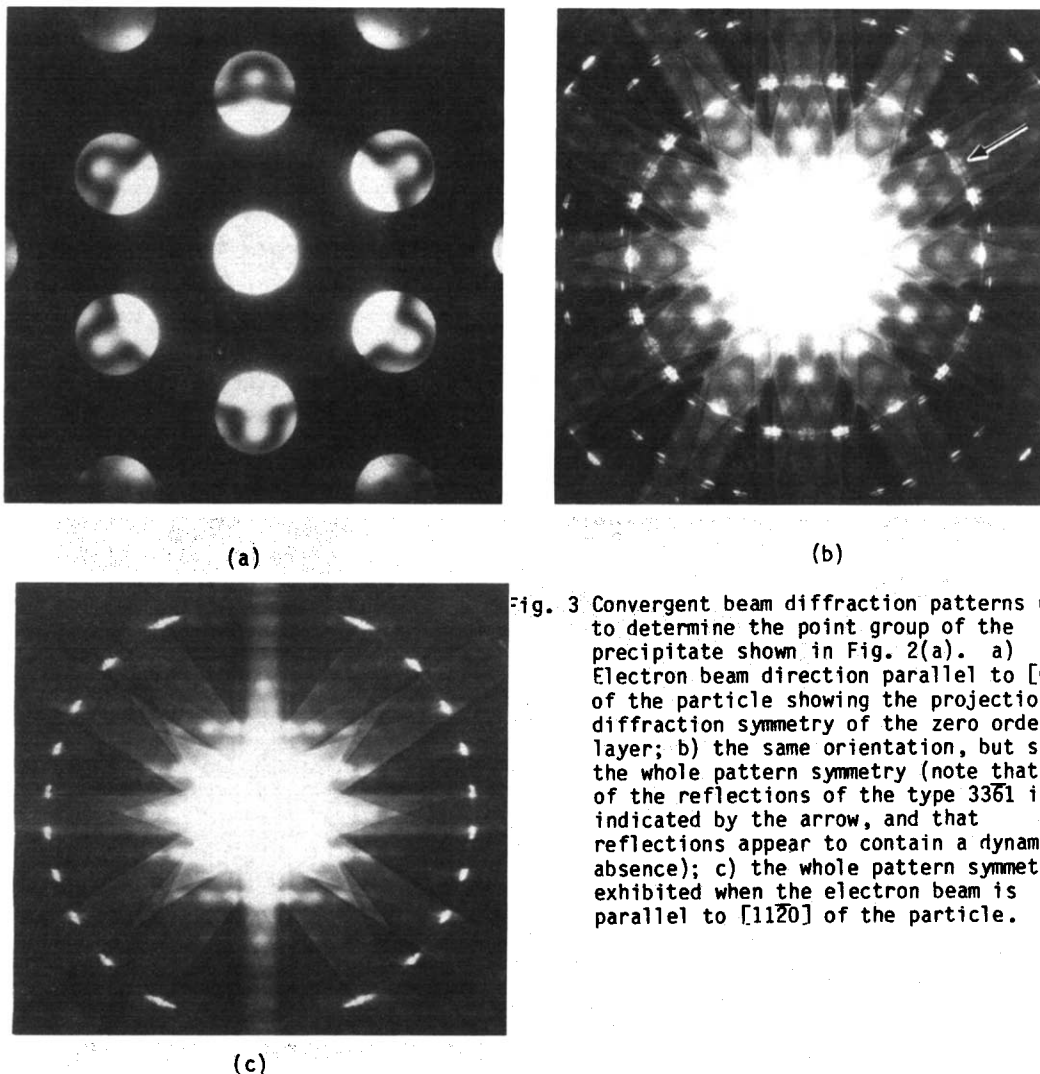 (a)
(b)
Fig. 3 Convergent beam diffraction patterns
to determine the point group of the
precipitate shown in Fig. 2(a). a)
Electron beam direction parallel to [
of the particle showing the projectio
diffraction symmetry of the zero orde
layer; b) the same orientation, but s
the whole pattern symmetry (note that
of the reflections of the type 336̅1 i
indicated by the arrow, and that
reflections appear to contain a dynam
absence); c) the whole pattern symmet
exhibited when the electron beam is
parallel to [112̅0] of the particle.
(c)